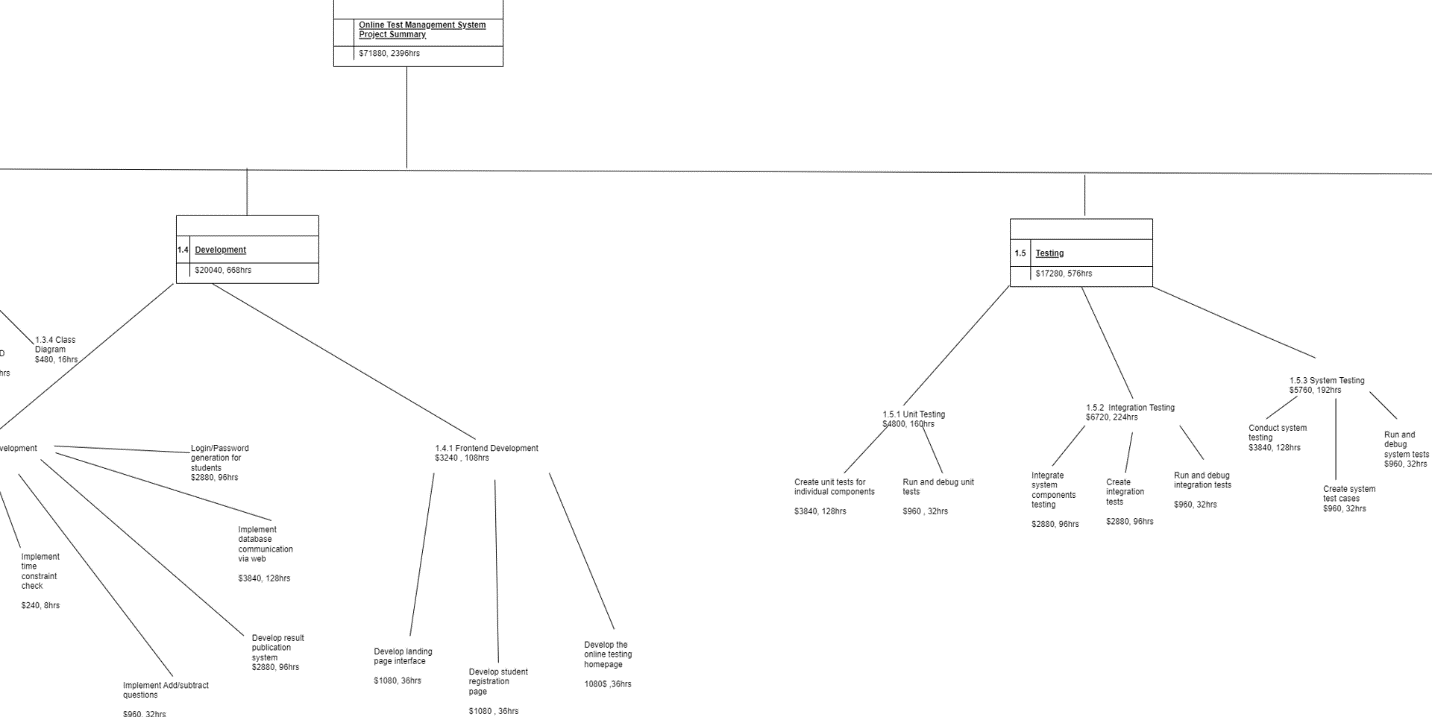 Online Test Management System
Project Summary
$71880, 2396hrs
1.4 Development
$20040, 668hrs
1.5 Testing
$17280, 576hrs
1.3.4 Class
Diagram
$480, 16hrs
D
hrs
velopment
Login/Password
generation for
students
$2880, 96hrs
Implement
database
communication
via web
$3840, 128hrs
Implement
time
constraint
check
$240, 8hrs
Develop result
publication
system
$2880, 96hrs
Implement Add/subtract
questions
$960, 32hrs
1.4.1 Frontend Development
$3240 , 108hrs
Develop landing
page interface
$1080, 36hrs
Develop student
registration
page
$1080 , 36hrs
Develop the
online testing
homepage
1080$ ,36hrs
1.5.1 Unit Testing
$4800, 160hrs
Create unit tests for
individual components
$3840, 128hrs
Run and debug unit
tests
$960 , 32hrs
1.5.2 Integration Testing
$6720, 224hrs
Integrate
system
components
testing
$2880, 96hrs
Create
integration
tests
$2880, 96hrs
Run and debug
integration tests
$960, 32hrs
1.5.3 System Testing
$5760, 192hrs
Conduct system
testing
$3840, 128hrs
Create system
test cases
$960, 32hrs
Run and
debug
system tests
$960, 32hrs